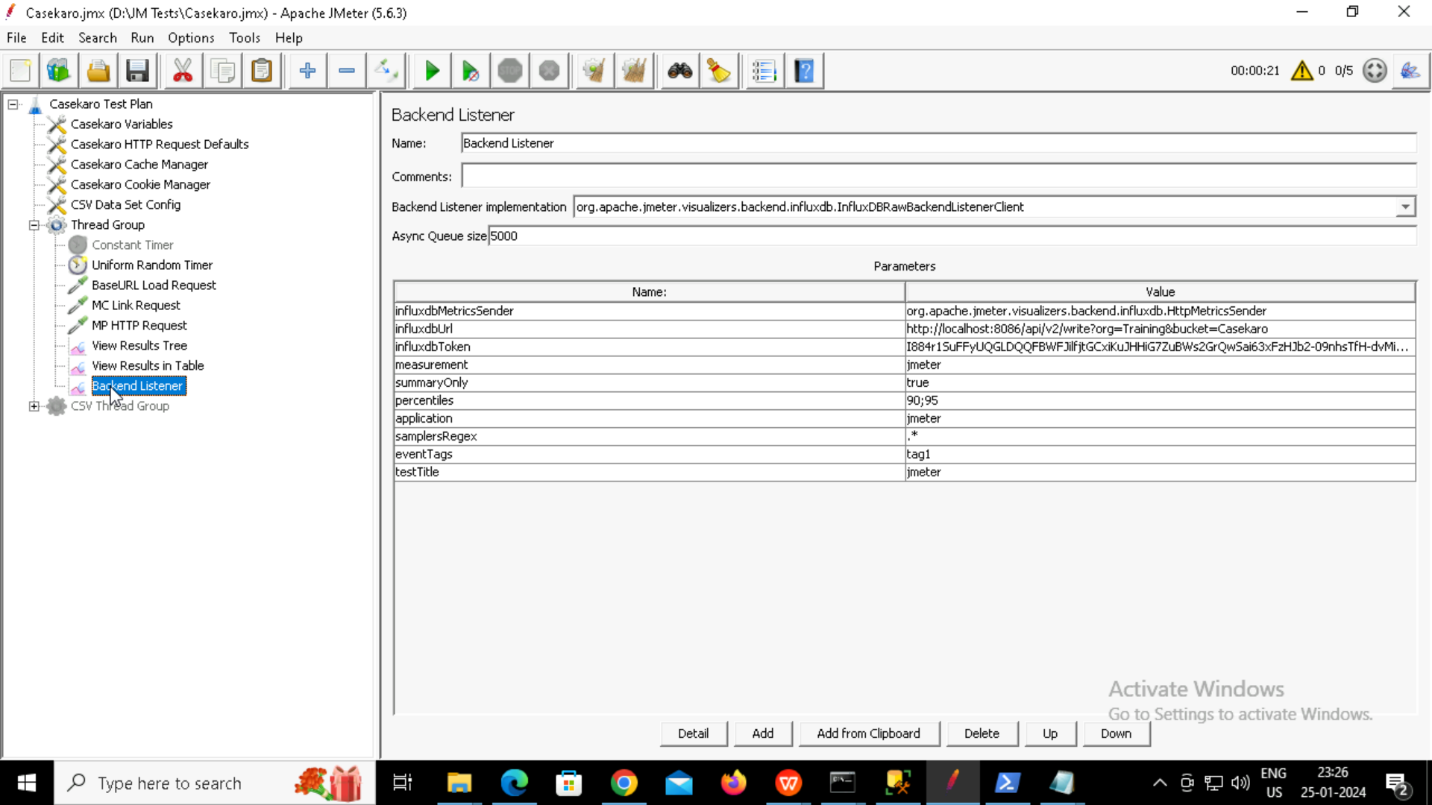 Casekaro.jmx (D:\JM Tests\Casekaro.jmx) - Apache JMeter (5.6.3)
File Edit Search Run Options Tools Help
00:00:21 0 0/5
Casekaro Test Plan
Casekaro Variables
Casekaro HTTP Request Defaults
Casekaro Cache Manager
Casekaro Cookie Manager
CSV Data Set Config
Thread Group
Constant Timer
Uniform Random Timer
BaseURL Load Request
MC Link Request
MP HTTP Request
View Results Tree
View Results in Table
Backend Listener
CSV Thread Group
Backend Listener
Name: Backend Listener
Comments:
Backend Listener implementation org.apache.jmeter.visualizers.backend.influxdb.InfluxDBRawBackendListenerClient
Async Queue size 5000
Parameters
Name: Value
influxdbMetricsSender org.apache.jmeter.visualizers.backend.influxdb.HttpMetricsSender
influxdbUrl http://localhost:8086/api/v2/write?org=Training&bucket=Casekaro
influxdbToken
measurement jmeter
summaryOnly true
percentiles 90;95
application jmeter
samplersRegex .*
eventTags tag1
testTitle jmeter
Activate Windows
Go to Settings to activate Windows.
Detail Add Add from Clipboard Delete Up Down
Type here to search
ENG
US
23:26
25-01-2024
2